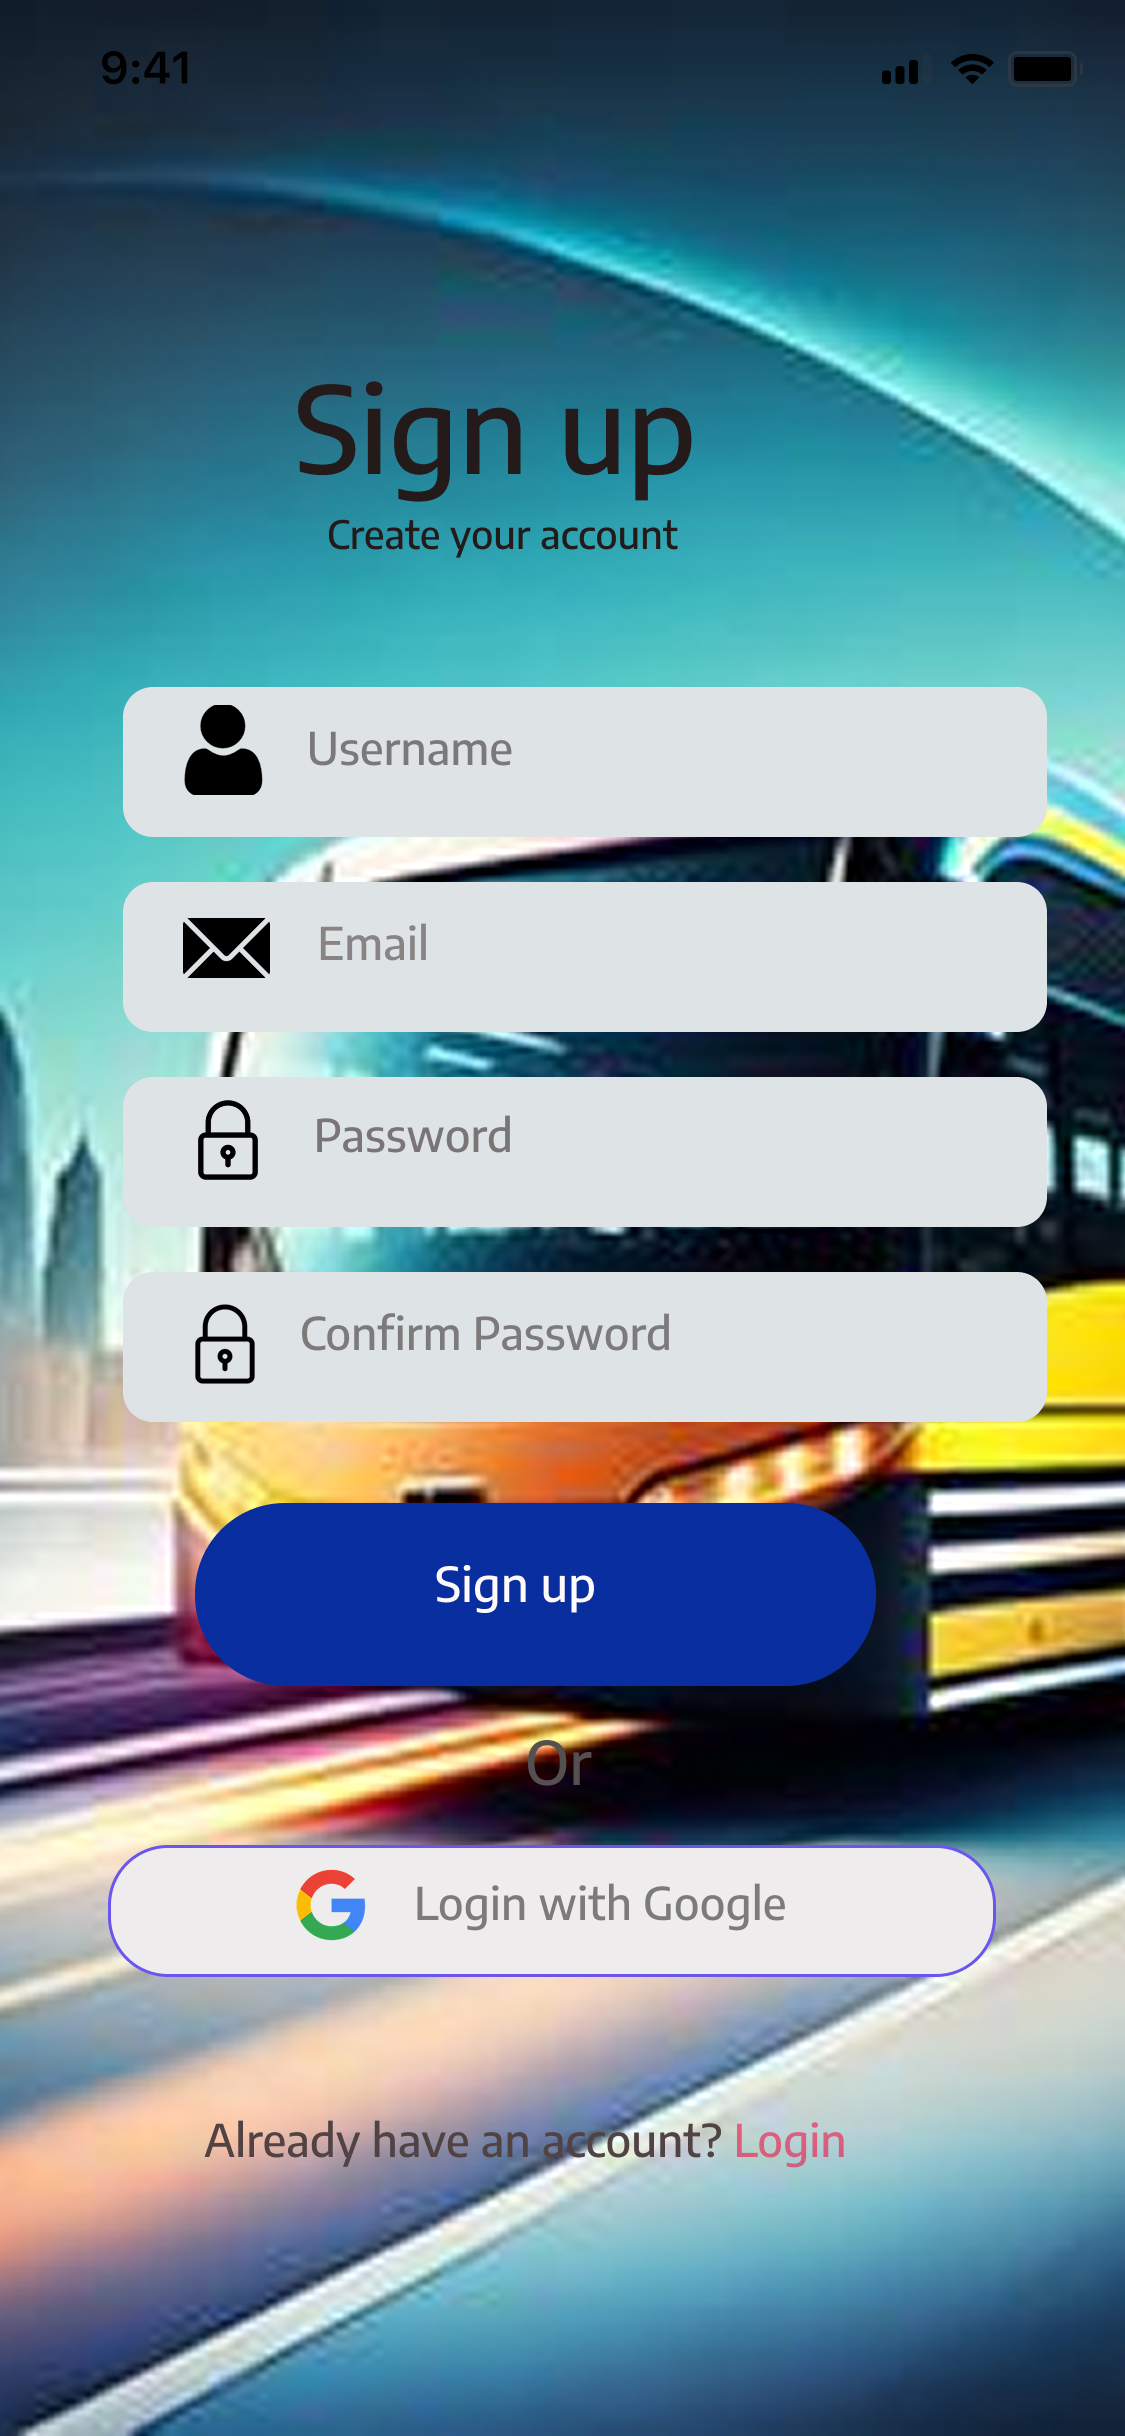 9:41
Sign up
Create your account
Username
Email
Password
Confirm Password
Sign up
Or
Login with Google
Already have an account? Login